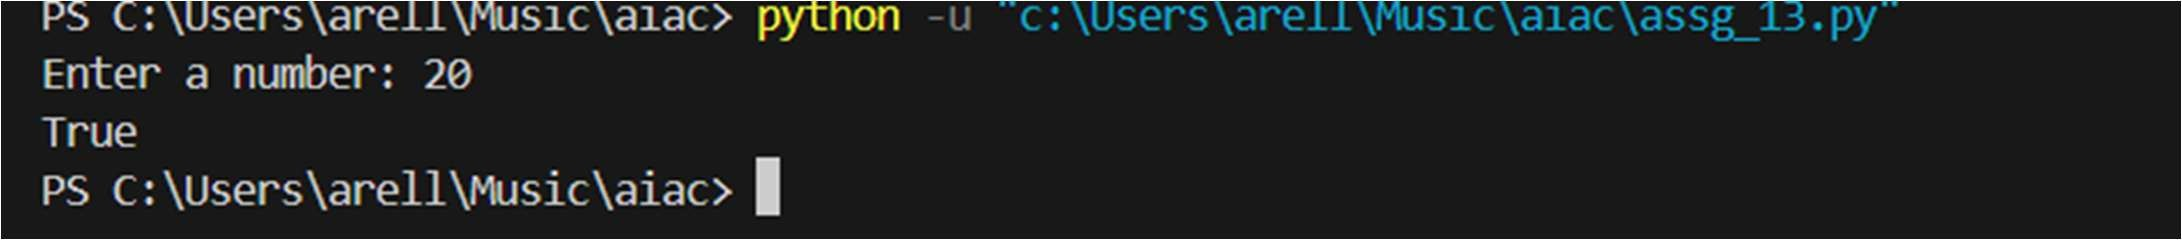 PS C:\Users\arell\Music\aiac> python -u "c:\Users\arell\Music\aiac\assg_13.py"
Enter a number: 20
True
PS C:\Users\arell\Music\aiac>